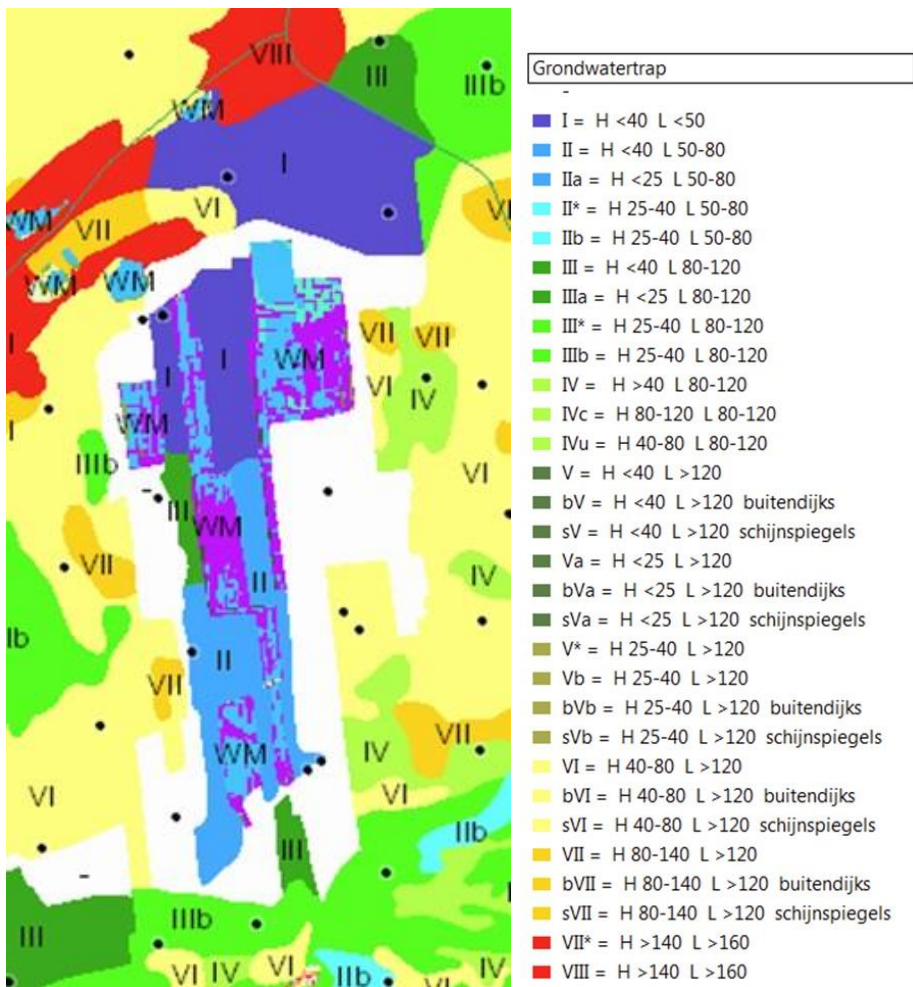 VIII
III
IIIb
WM
I
VI
VI
WM
VII
WM
WM
I
I
WM
VII
VII
I
VI
IV
WM
I
IIIb
VI
-
III
WM
VII
II
IV
Ib
II
VII
WM
IV
VII
VI
VI
IIb
III
-
IIIb
III
VI
IV
VI
IIb
VI
IV
Grondwatertrap
-
I = H <40 L <50
II = H <40 L 50-80
IIa = H <25 L 50-80
II* = H 25-40 L 50-80
IIb = H 25-40 L 50-80
III = H <40 L 80-120
IIIa = H <25 L 80-120
III* = H 25-40 L 80-120
IIIb = H 25-40 L 80-120
IV = H >40 L 80-120
IVc = H 80-120 L 80-120
IVu = H 40-80 L 80-120
V = H <40 L >120
bV = H <40 L >120 buitendijks
sV = H <40 L >120 schijnspiegels
Va = H <25 L >120
bVa = H <25 L >120 buitendijks
sVa = H <25 L >120 schijnspiegels
V* = H 25-40 L >120
Vb = H 25-40 L >120
bVb = H 25-40 L >120 buitendijks
sVb = H 25-40 L >120 schijnspiegels
VI = H 40-80 L >120
bVI = H 40-80 L >120 buitendijks
sVI = H 40-80 L >120 schijnspiegels
VII = H 80-140 L >120
bVII = H 80-140 L >120 buitendijks
sVII = H 80-140 L >120 schijnspiegels
VII* = H >140 L >160
VIII = H >140 L >160